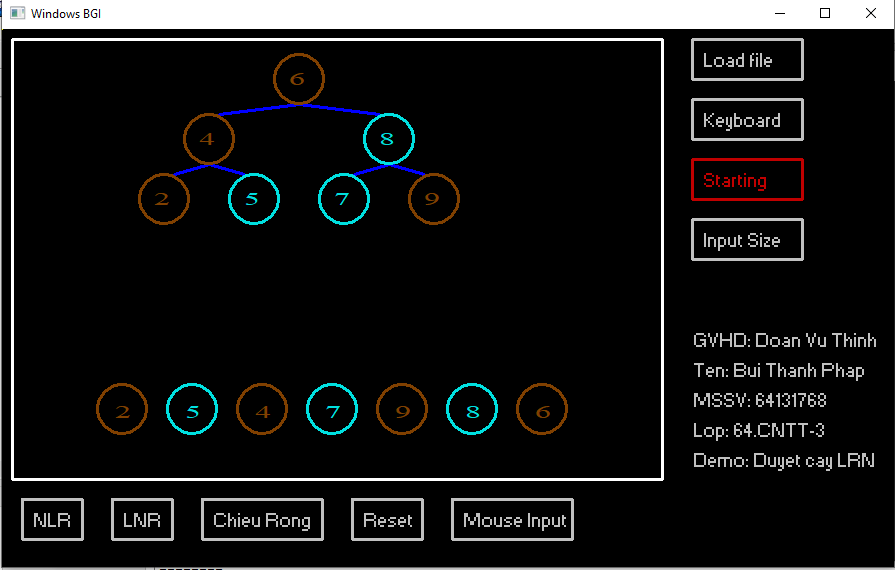 Windows BGI
6
4 8
2 5 7 9
2 5 4 7 9 8 6
Load file
Keyboard
Starting
Input Size
GVHD: Doan Vu Thinh
Ten: Bui Thanh Phap
MSSV: 64131768
Lop: 64.CNTT-3
Demo: Duyet cay LRN
NLR LNR Chieu Rong Reset Mouse Input